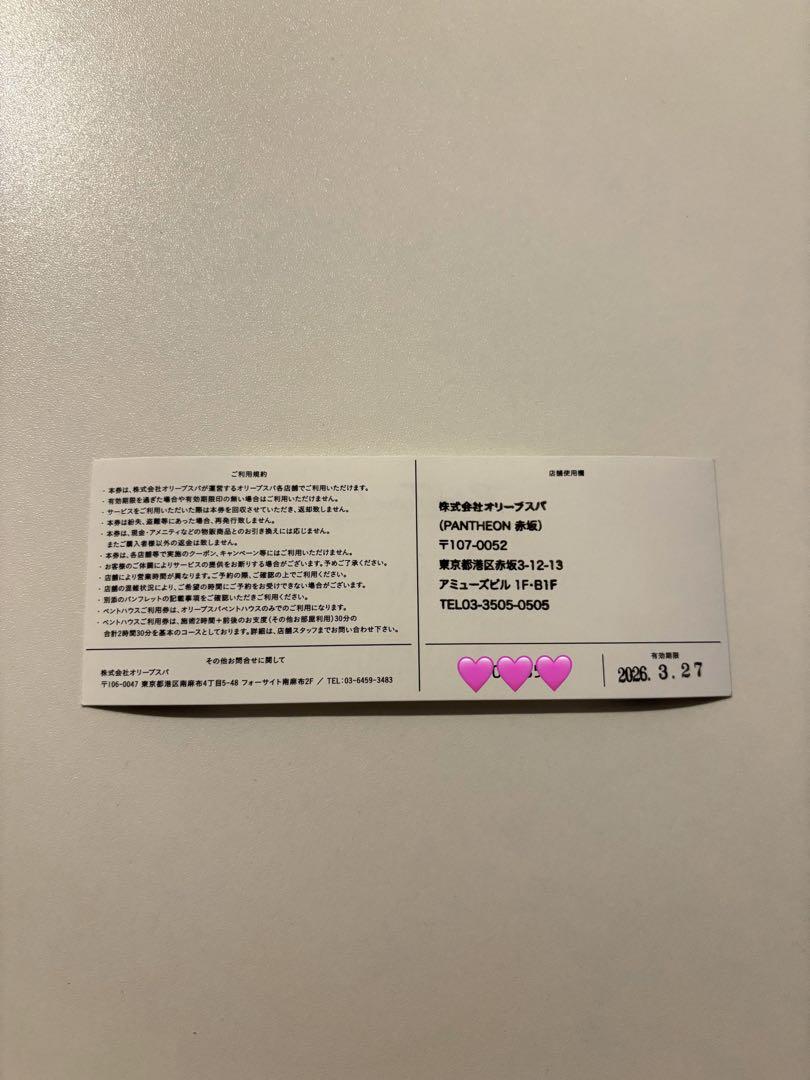 ご利用規約
・本券は、株式会社オリーブスパが運営するオリーブスパ各店舗でご利用いただけます。
・有効期限を過ぎた場合や有効期限印の無い場合はご利用いただけません。
・サービスをご利用いただいた際は本券を回収させていただき、返却致しません。
・本券は紛失、盗難等にあった場合、再発行致しません。
・本券は、現金・アメニティなどの物販商品とのお引き換えには応じません。
またご購入者様以外の返金は致しません。
・本券は、各店舗等で実施のクーポン、キャンペーン等にはご利用いただけません。
・お客様のご体調によりサービスの提供をお断りする場合がございます。予めご了承ください。
・店舗により営業時間が異なります。ご予約の際、ご確認の上でご利用ください。
・店舗の混雑状況により、ご希望の時間にご予約をお受けできない場合がございます。
・別添のパンフレットの記載事項をご確認いただきご利用ください。
・ペントハウスご利用券は、オリーブスパペントハウスのみでのご利用になります。
・ペントハウスご利用券は、施術2時間+前後のお支度(その他お部屋利用)30分の
合計2時間30分を基本のコースとしております。詳細は、店舗スタッフまでお問い合わせ下さい。
その他お問合せに関して
株式会社オリーブスパ
〒106-0047 東京都港区南麻布4丁目5-48 フォーサイト南麻布2F / TEL:03-6459-3483
店舗使用欄
株式会社オリーブスパ
(PANTHEON 赤坂)
〒107-0052
東京都港区赤坂3-12-13
アミューズビル 1F・B1F
TEL03-3505-0505
有効期限
2026. 3. 27